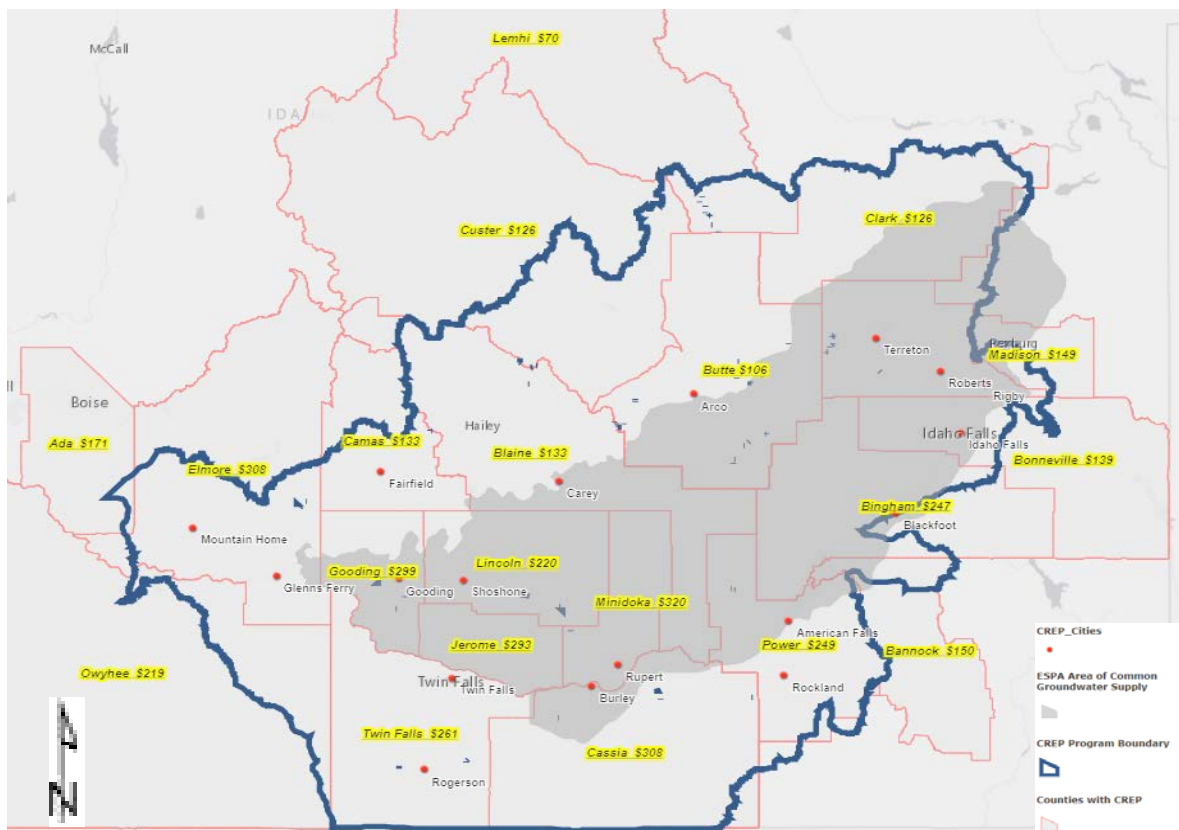 McCall
Lemhi $70
IDA
Custer $126
Clark $126
Terreton
Rexburg
Madison $149
Butte $106
Roberts
Rigby
Arco
Boise
Hailey
Idaho Falls
Idaho Falls
Ada $171
Camas $133
Blaine $133
Bonneville $139
Elmore $308
Fairfield
Carey
Bingham $247
Blackfoot
Mountain Home
Gooding $299
Lincoln $220
Glenns Ferry
Gooding
Shoshone
Minidoka $320
American Falls
Jerome $293
Power $249
Bannock $150
Owyhee $219
Twin Falls
Twin Falls
Rupert
Burley
Rockland
Twin Falls $261
Cassia $308
Rogerson
N
CREP_Cities
ESPA Area of Common
Groundwater Supply
CREP Program Boundary
Counties with CREP